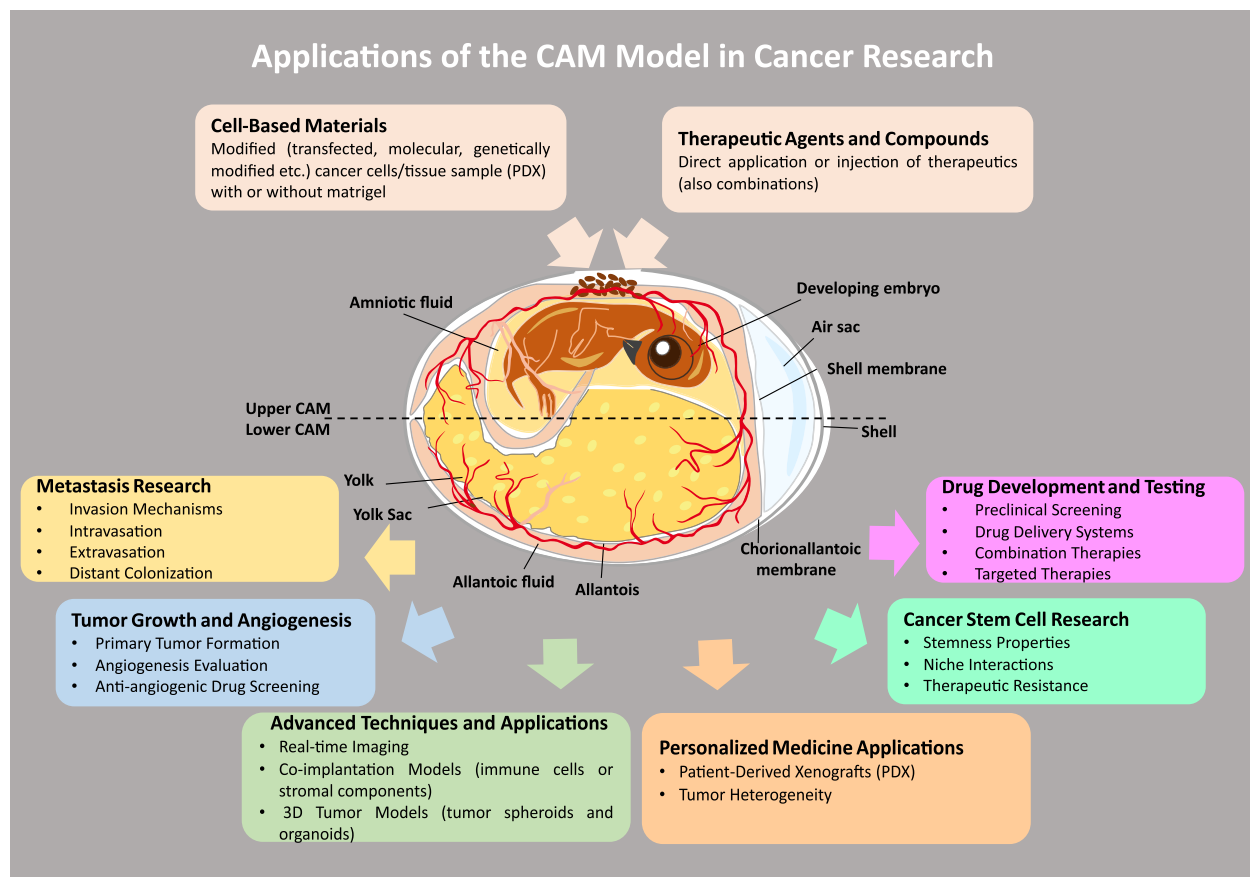 Applications of the CAM Model in Cancer Research
Cell-Based Materials
Modified (transfected, molecular, genetically
modified etc.) cancer cells/tissue sample (PDX)
with or without matrigel
Therapeutic Agents and Compounds
Direct application or injection of therapeutics
(also combinations)
Amniotic fluid
Developing embryo
Air sac
Shell membrane
Upper CAM
Lower CAM
Shell
Yolk
Yolk Sac
Allantoic fluid
Allantois
Chorionallantoic
membrane
Metastasis Research
• Invasion Mechanisms
• Intravasation
• Extravasation
• Distant Colonization
Drug Development and Testing
• Preclinical Screening
• Drug Delivery Systems
• Combination Therapies
• Targeted Therapies
Tumor Growth and Angiogenesis
• Primary Tumor Formation
• Angiogenesis Evaluation
• Anti-angiogenic Drug Screening
Cancer Stem Cell Research
• Stemness Properties
• Niche Interactions
• Therapeutic Resistance
Advanced Techniques and Applications
• Real-time Imaging
• Co-implantation Models (immune cells or
stromal components)
• 3D Tumor Models (tumor spheroids and
organoids)
Personalized Medicine Applications
• Patient-Derived Xenografts (PDX)
• Tumor Heterogeneity